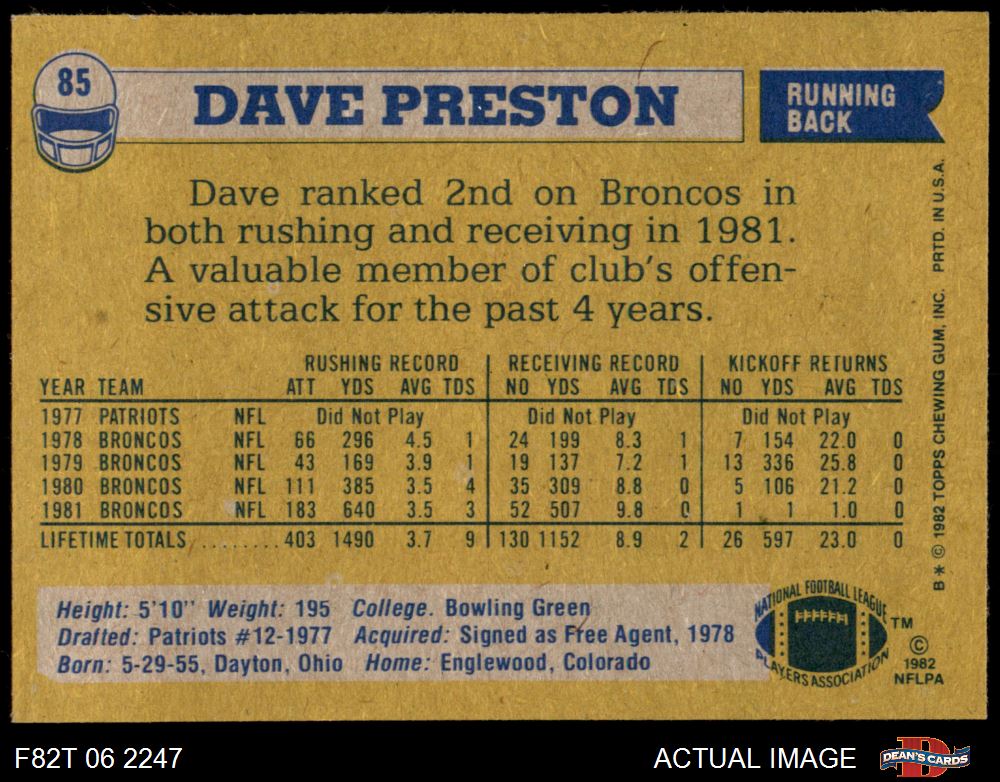 85
DAVE PRESTON
RUNNING
BACK
Dave ranked 2nd on Broncos in
both rushing and receiving in 1981.
A valuable member of club's offen-
sive attack for the past 4 years.
RUSHING RECORD RECEIVING RECORD KICKOFF RETURNS
YEAR TEAM ATT YDS AVG TDS NO YDS AVG TDS NO YDS AVG TDS
1977 PATRIOTS NFL Did Not Play Did Not Play Did Not Play
1978 BRONCOS NFL 66 296 4.5 1 24 199 8.3 1 7 154 22.0 0
1979 BRONCOS NFL 43 169 3.9 1 19 137 7.2 1 13 336 25.8 0
1980 BRONCOS NFL 111 385 3.5 4 35 309 8.8 0 5 106 21.2 0
1981 BRONCOS NFL 183 640 3.5 3 52 507 9.8 0 1 1 1.0 0
LIFETIME TOTALS ........ 403 1490 3.7 9 130 1152 8.9 2 26 597 23.0 0
Height: 5'10" Weight: 195 College. Bowling Green
Drafted: Patriots #12-1977 Acquired: Signed as Free Agent, 1978
Born: 5-29-55, Dayton, Ohio Home: Englewood, Colorado
NATIONAL FOOTBALL LEAGUE
PLAYERS ASSOCIATION
TM
©
1982
NFLPA
B* © 1982 TOPPS CHEWING GUM, INC. PRTD. IN U.S.A.
F82T 06 2247
ACTUAL IMAGE
DEAN'S CARDS